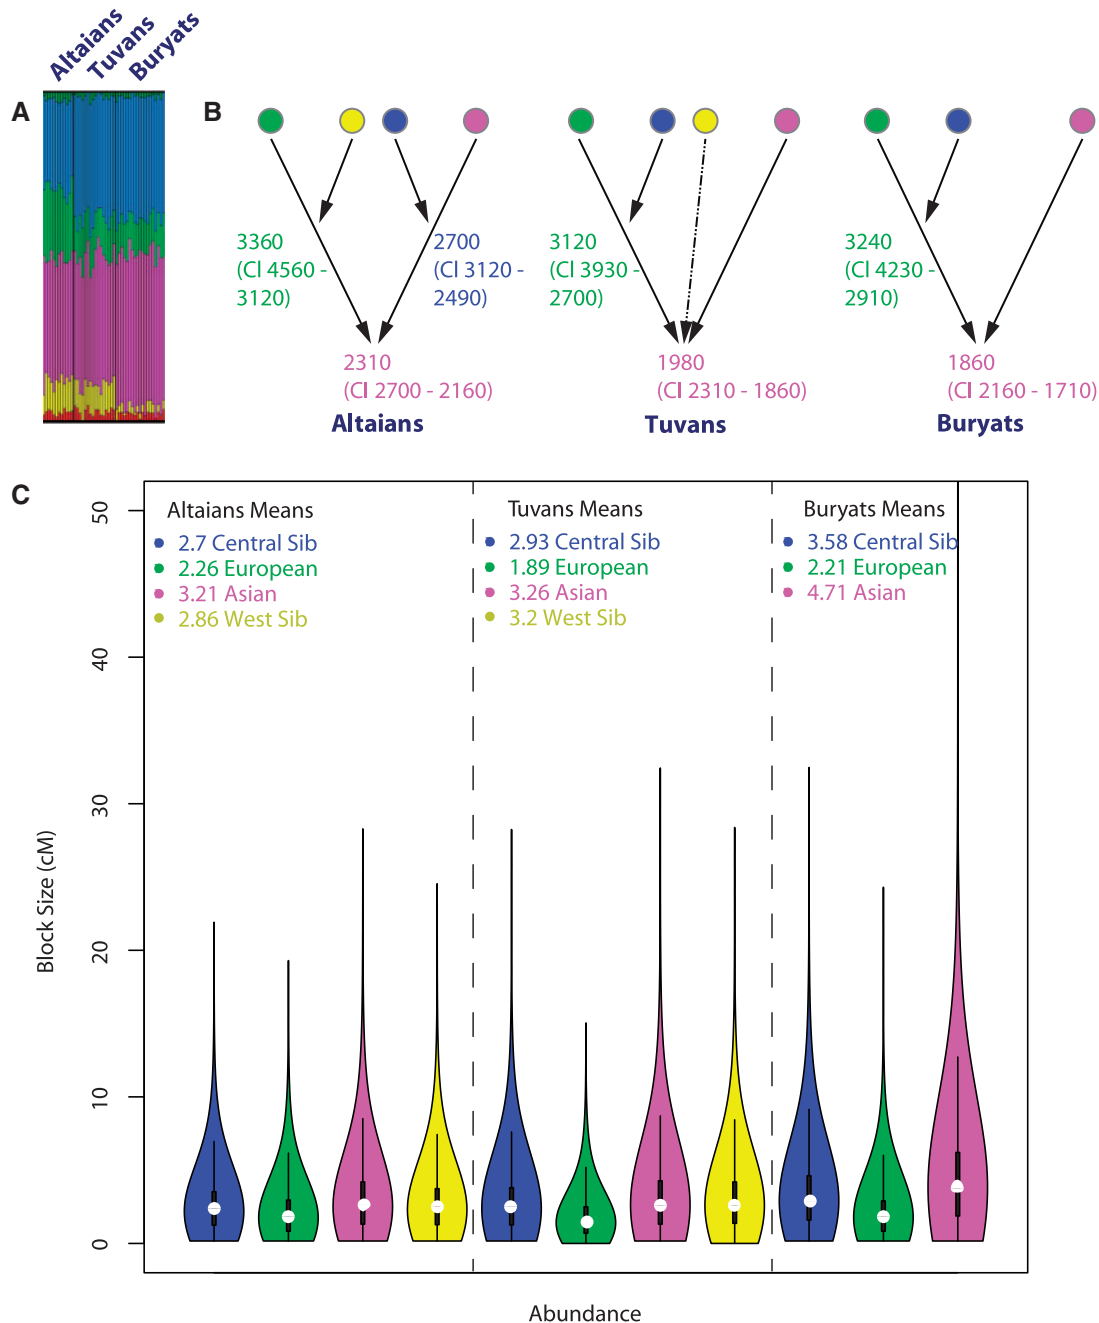 Altaians
Tuvans
Buryats
A
B
3360
(CI 4560 -
3120)
2700
(CI 3120 -
2490)
2310
(CI 2700 - 2160)
Altaians
3120
(CI 3930 -
2700)
1980
(CI 2310 - 1860)
Tuvans
3240
(CI 4230 -
2910)
1860
(CI 2160 - 1710)
Buryats
C
Altaians Means
2.7 Central Sib
2.26 European
3.21 Asian
2.86 West Sib
Tuvans Means
2.93 Central Sib
1.89 European
3.26 Asian
3.2 West Sib
Buryats Means
3.58 Central Sib
2.21 European
4.71 Asian
50
40
30
20
10
0
Block Size (cM)
Abundance